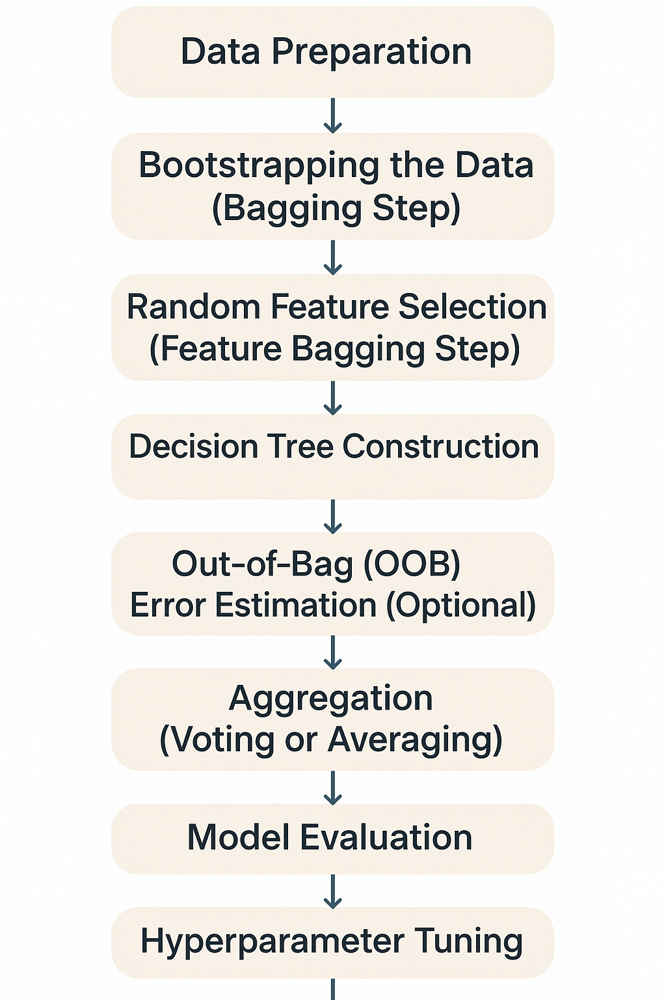 Data Preparation
Bootstrapping the Data
(Bagging Step)
Random Feature Selection
(Feature Bagging Step)
Decision Tree Construction
Out-of-Bag (OOB)
Error Estimation (Optional)
Aggregation
(Voting or Averaging)
Model Evaluation
Hyperparameter Tuning